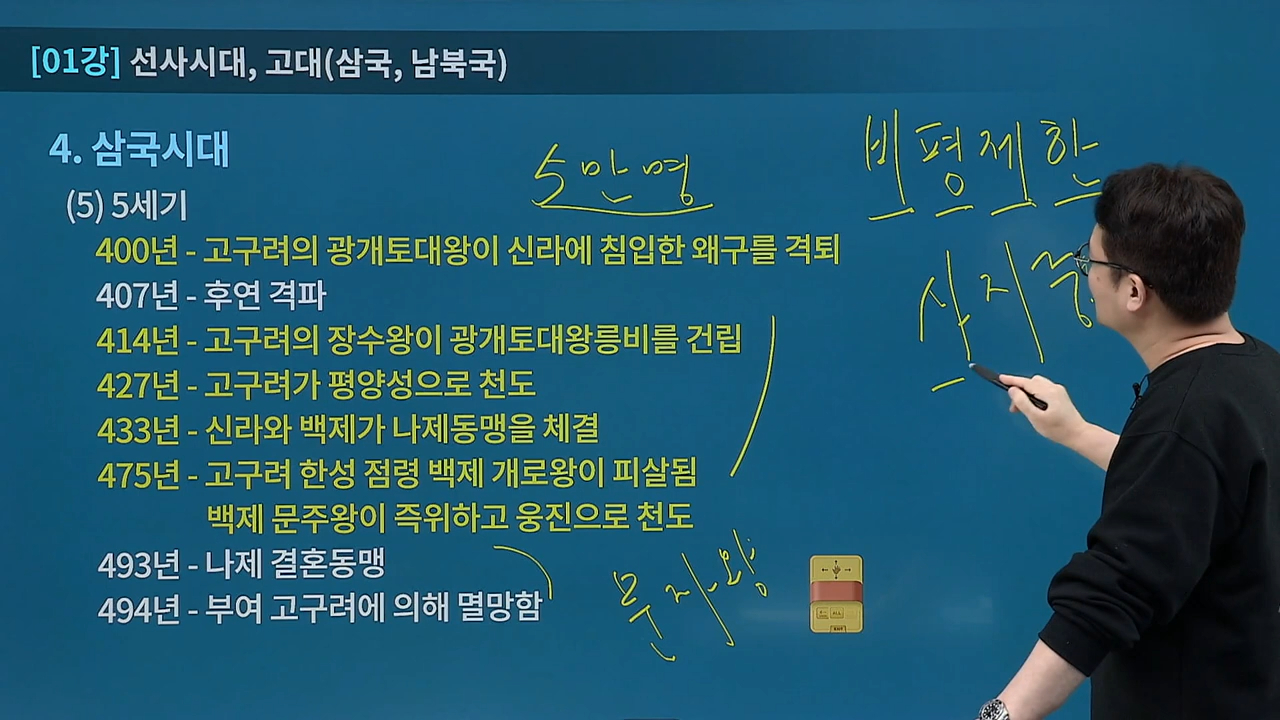 [01강] 선사시대, 고대(삼국, 남북국)
4. 삼국시대
5만명
비평제한
(5) 5세기
400년 - 고구려의 광개토대왕이 신라에 침입한 왜구를 격퇴
407년 - 후연 격파
414년 - 고구려의 장수왕이 광개토대왕릉비를 건립
427년 - 고구려가 평양성으로 천도
433년 - 신라와 백제가 나제동맹을 체결
475년 - 고구려 한성 점령 백제 개로왕이 피살됨
백제 문주왕이 즉위하고 웅진으로 천도
493년 - 나제 결혼동맹
494년 - 부여 고구려에 의해 멸망함
문자왕